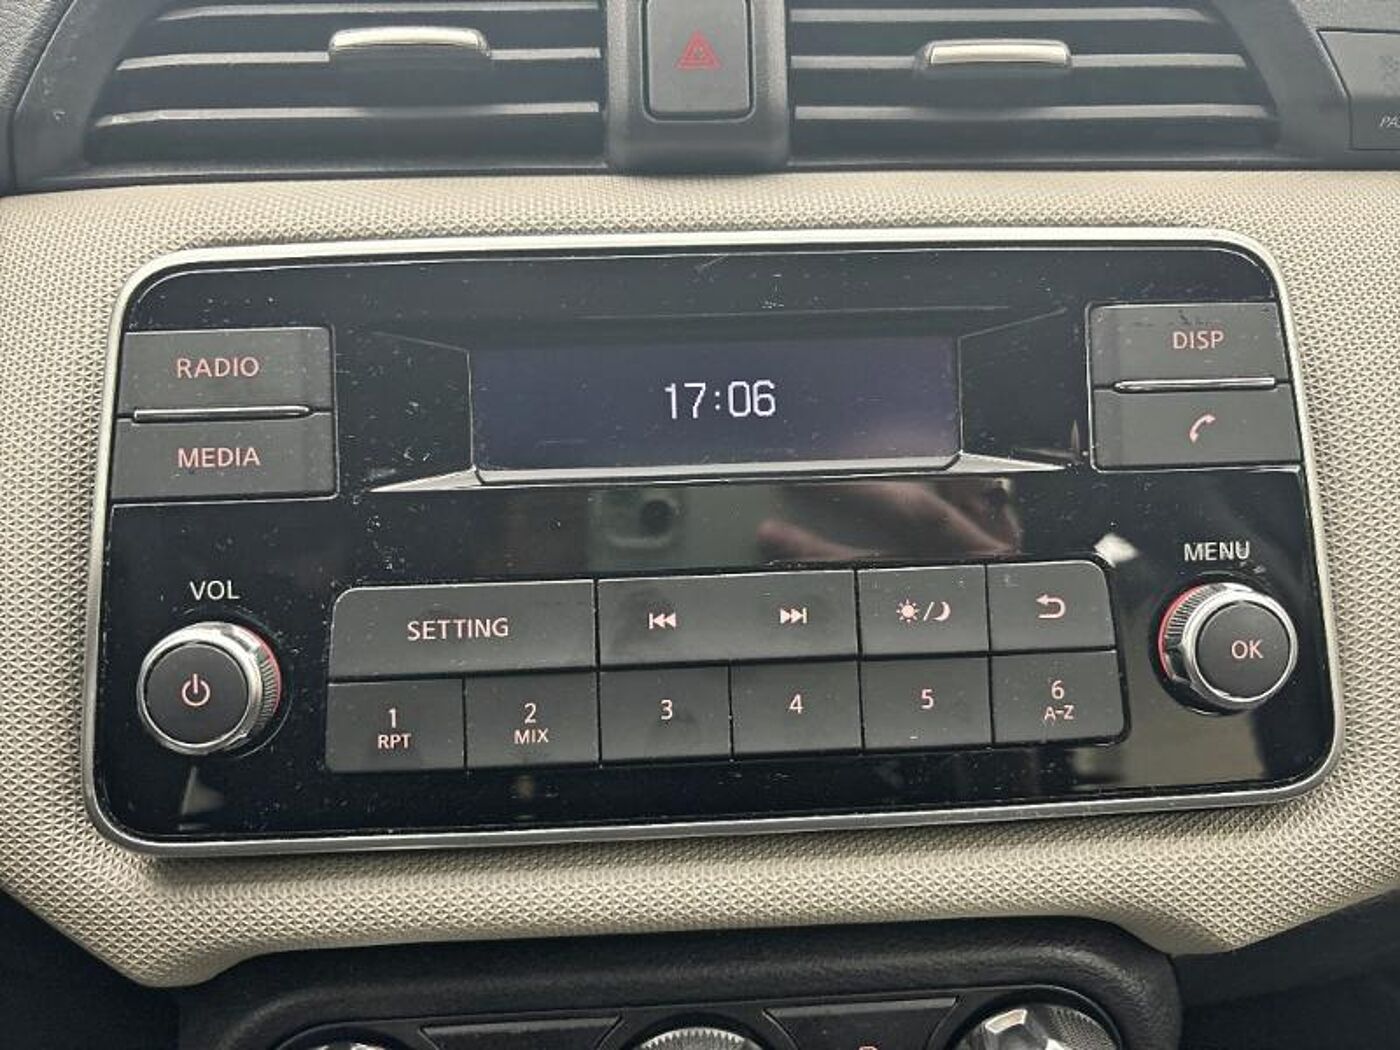 RADIO
MEDIA
17:06
DISP
VOL
MENU
SETTING
OK
1
RPT
2
MIX
3
4
5
6
A-Z